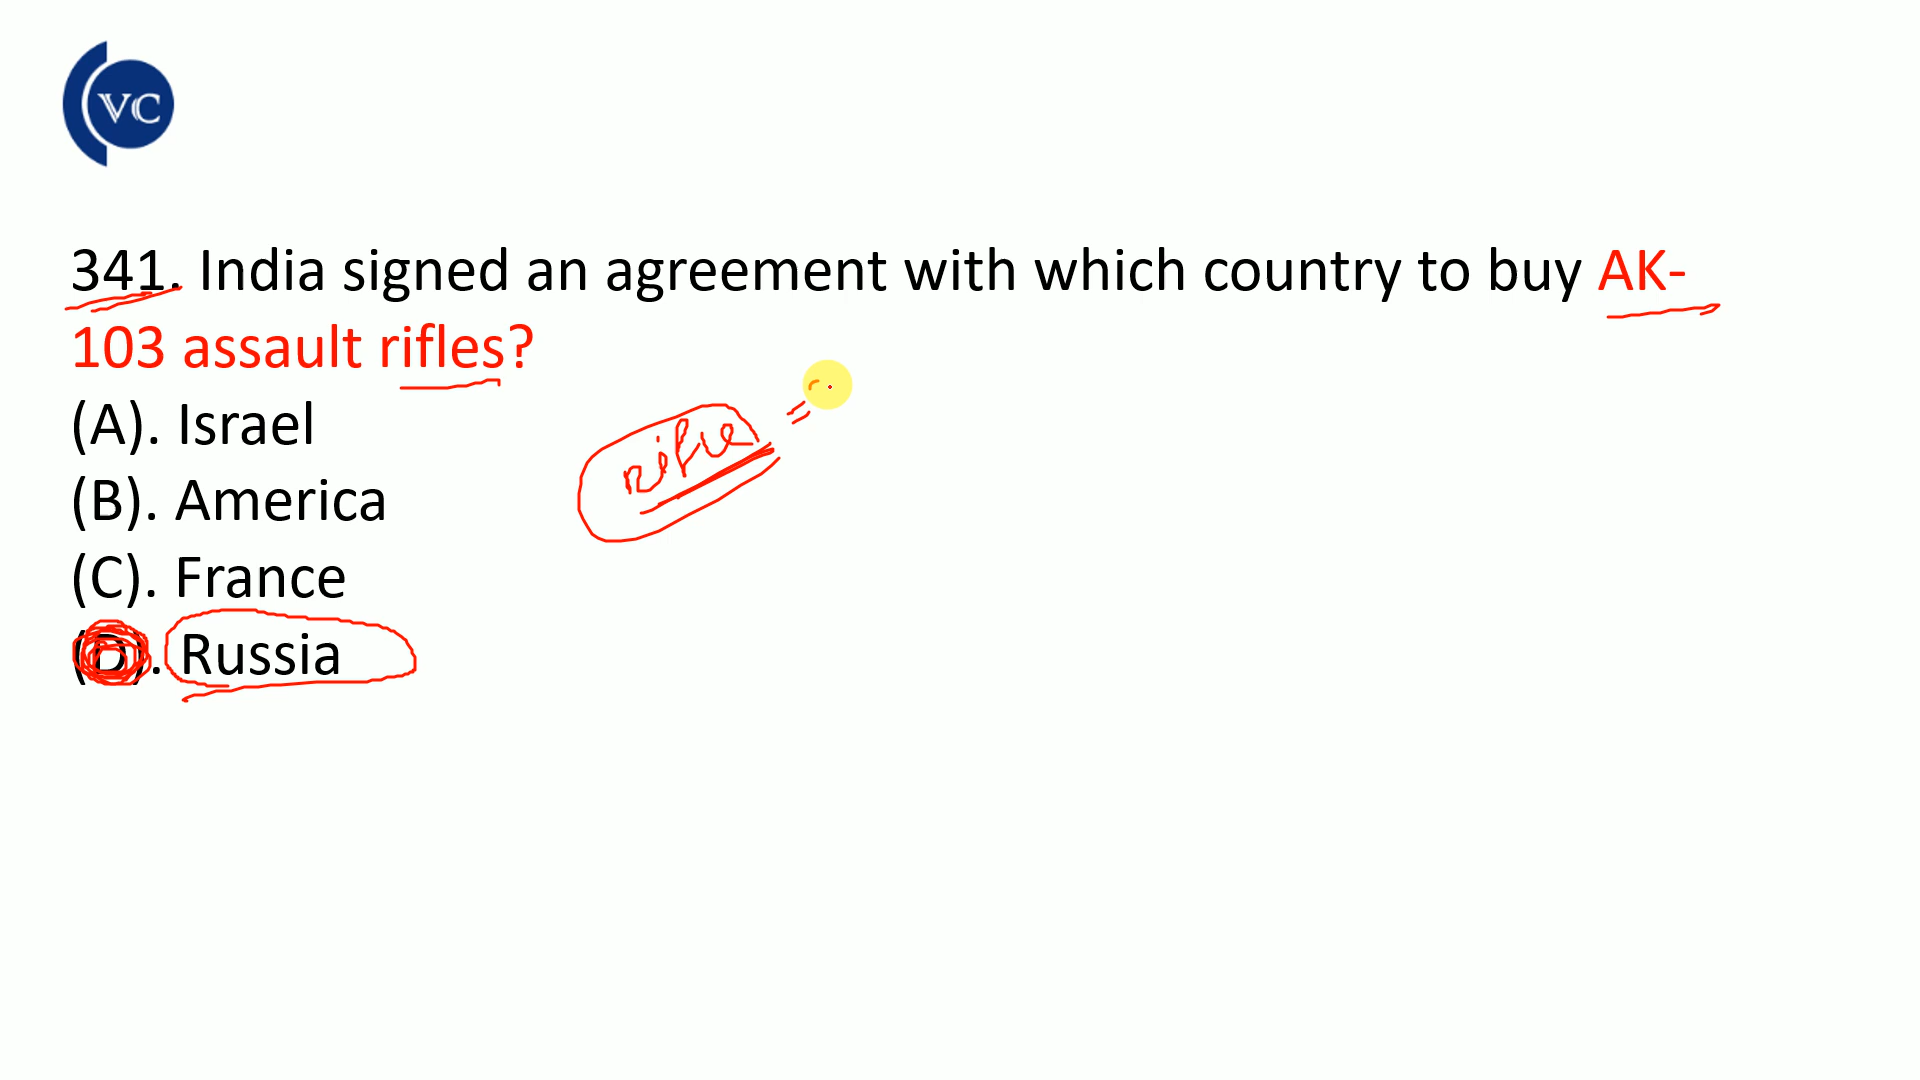 VC
341. India signed an agreement with which country to buy AK-
103 assault rifles?
(A). Israel
rifle =
(B). America
(C). France
(D). Russia